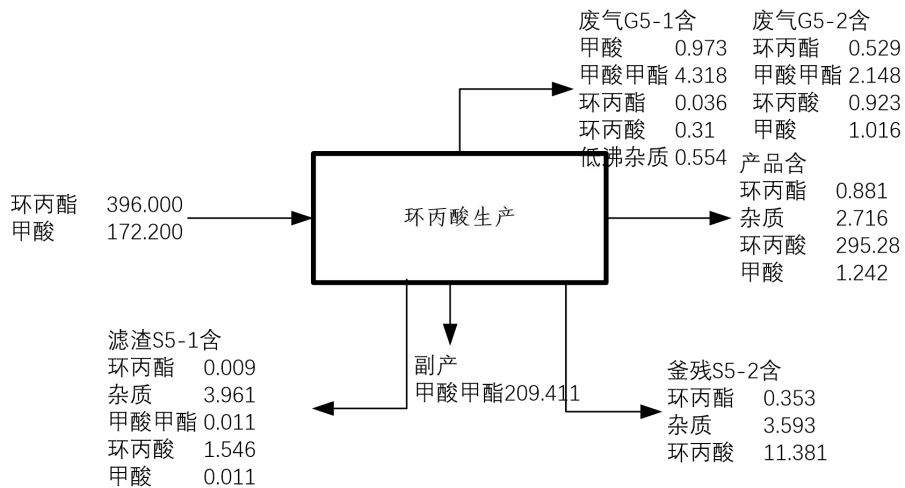 废气G5-1含
甲酸 0.973
甲酸甲酯 4.318
环丙酯 0.036
环丙酸 0.31
低沸杂质 0.554
废气G5-2含
环丙酯 0.529
甲酸甲酯 2.148
环丙酸 0.923
甲酸 1.016
环丙酯 396.000
甲酸 172.200
环丙酸生产
产品含
环丙酯 0.881
杂质 2.716
环丙酸 295.28
甲酸 1.242
滤渣S5-1含
环丙酯 0.009
杂质 3.961
甲酸甲酯 0.011
环丙酸 1.546
甲酸 0.011
副产
甲酸甲酯209.411
釜残S5-2含
环丙酯 0.353
杂质 3.593
环丙酸 11.381